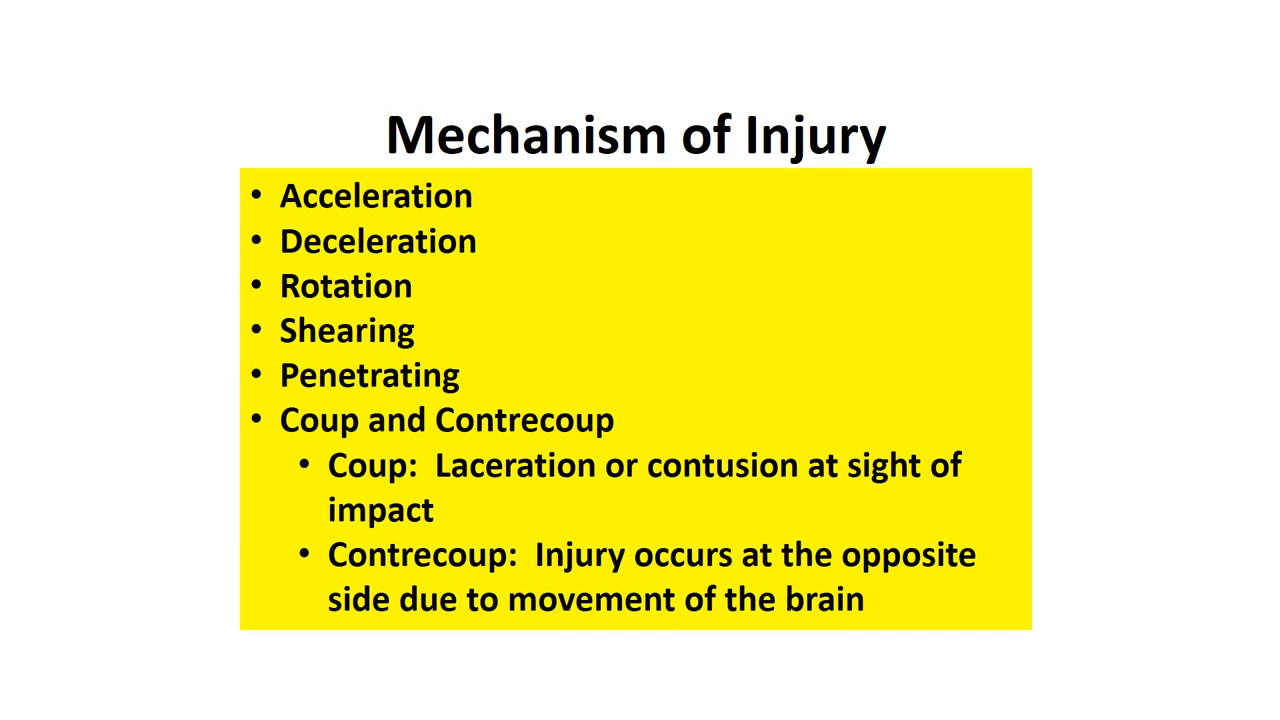 Mechanism of Injury
• Acceleration
• Deceleration
• Rotation
• Shearing
• Penetrating
• Coup and Contrecoup
• Coup:  Laceration or contusion at sight of
impact
• Contrecoup:  Injury occurs at the opposite
side due to movement of the brain